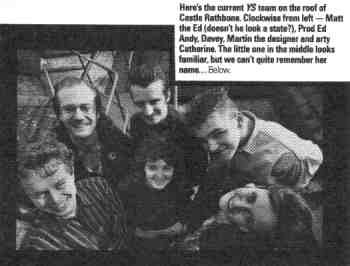 Here's the current YS team on the roof of
Castle Rathbone. Clockwise from left — Matt
the Ed (doesn't he look a state?), Prod Ed
Andy, Davey, Martin the designer and arty
Catherine. The little one in the middle looks
familiar, but we can't quite remember her
name... Below.